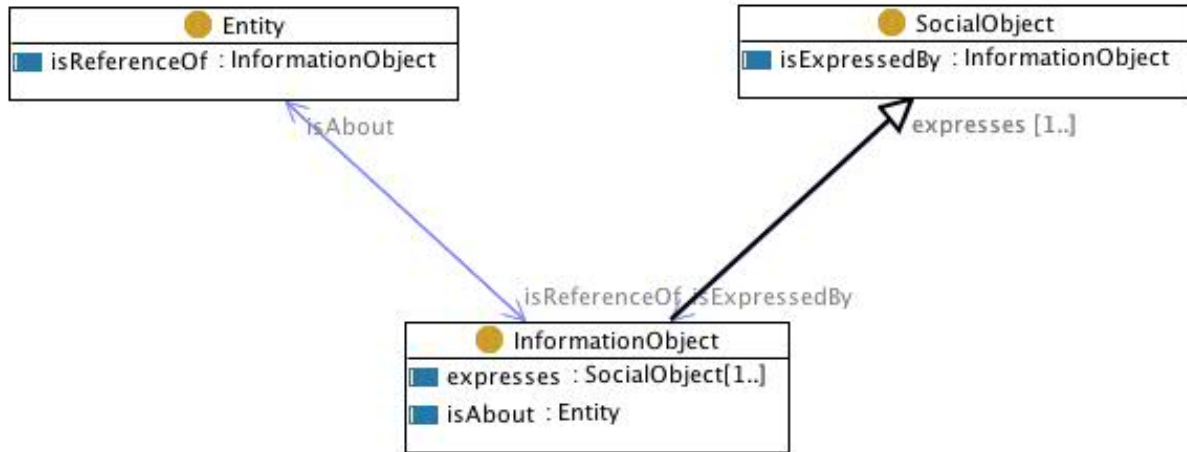 Entity
isReferenceOf : InformationObject
SocialObject
isExpressedBy : InformationObject
isAbout
expresses [1..]
isReferenceOf
isExpressedBy
InformationObject
expresses : SocialObject[1..]
isAbout : Entity